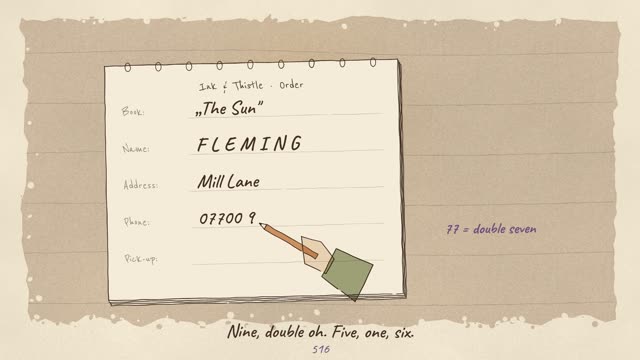 Ink & Thistle · Order
Book: „The Sun”
Name: FLEMING
Address: Mill Lane
Phone: 07700 9
Pick-up:
77 = double seven
Nine, double oh. Five, one, six.
516